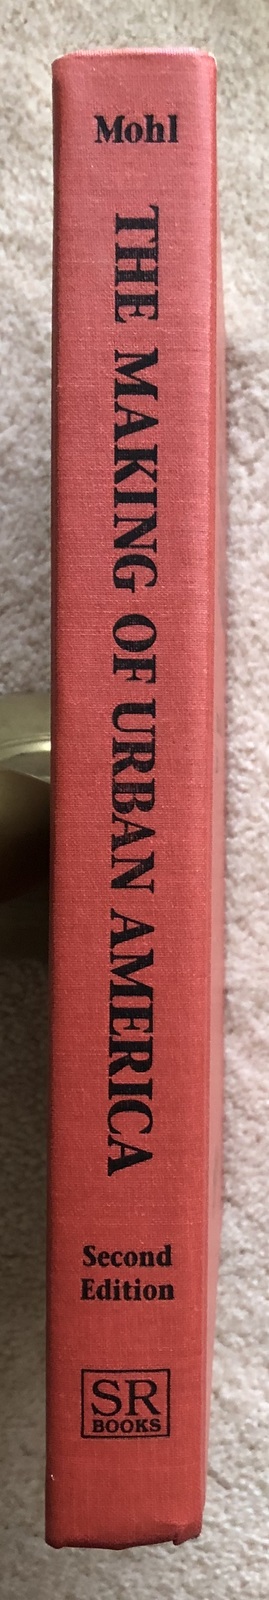 Mohl
THE MAKING OF URBAN AMERICA
Second
Edition
SR
BOOKS